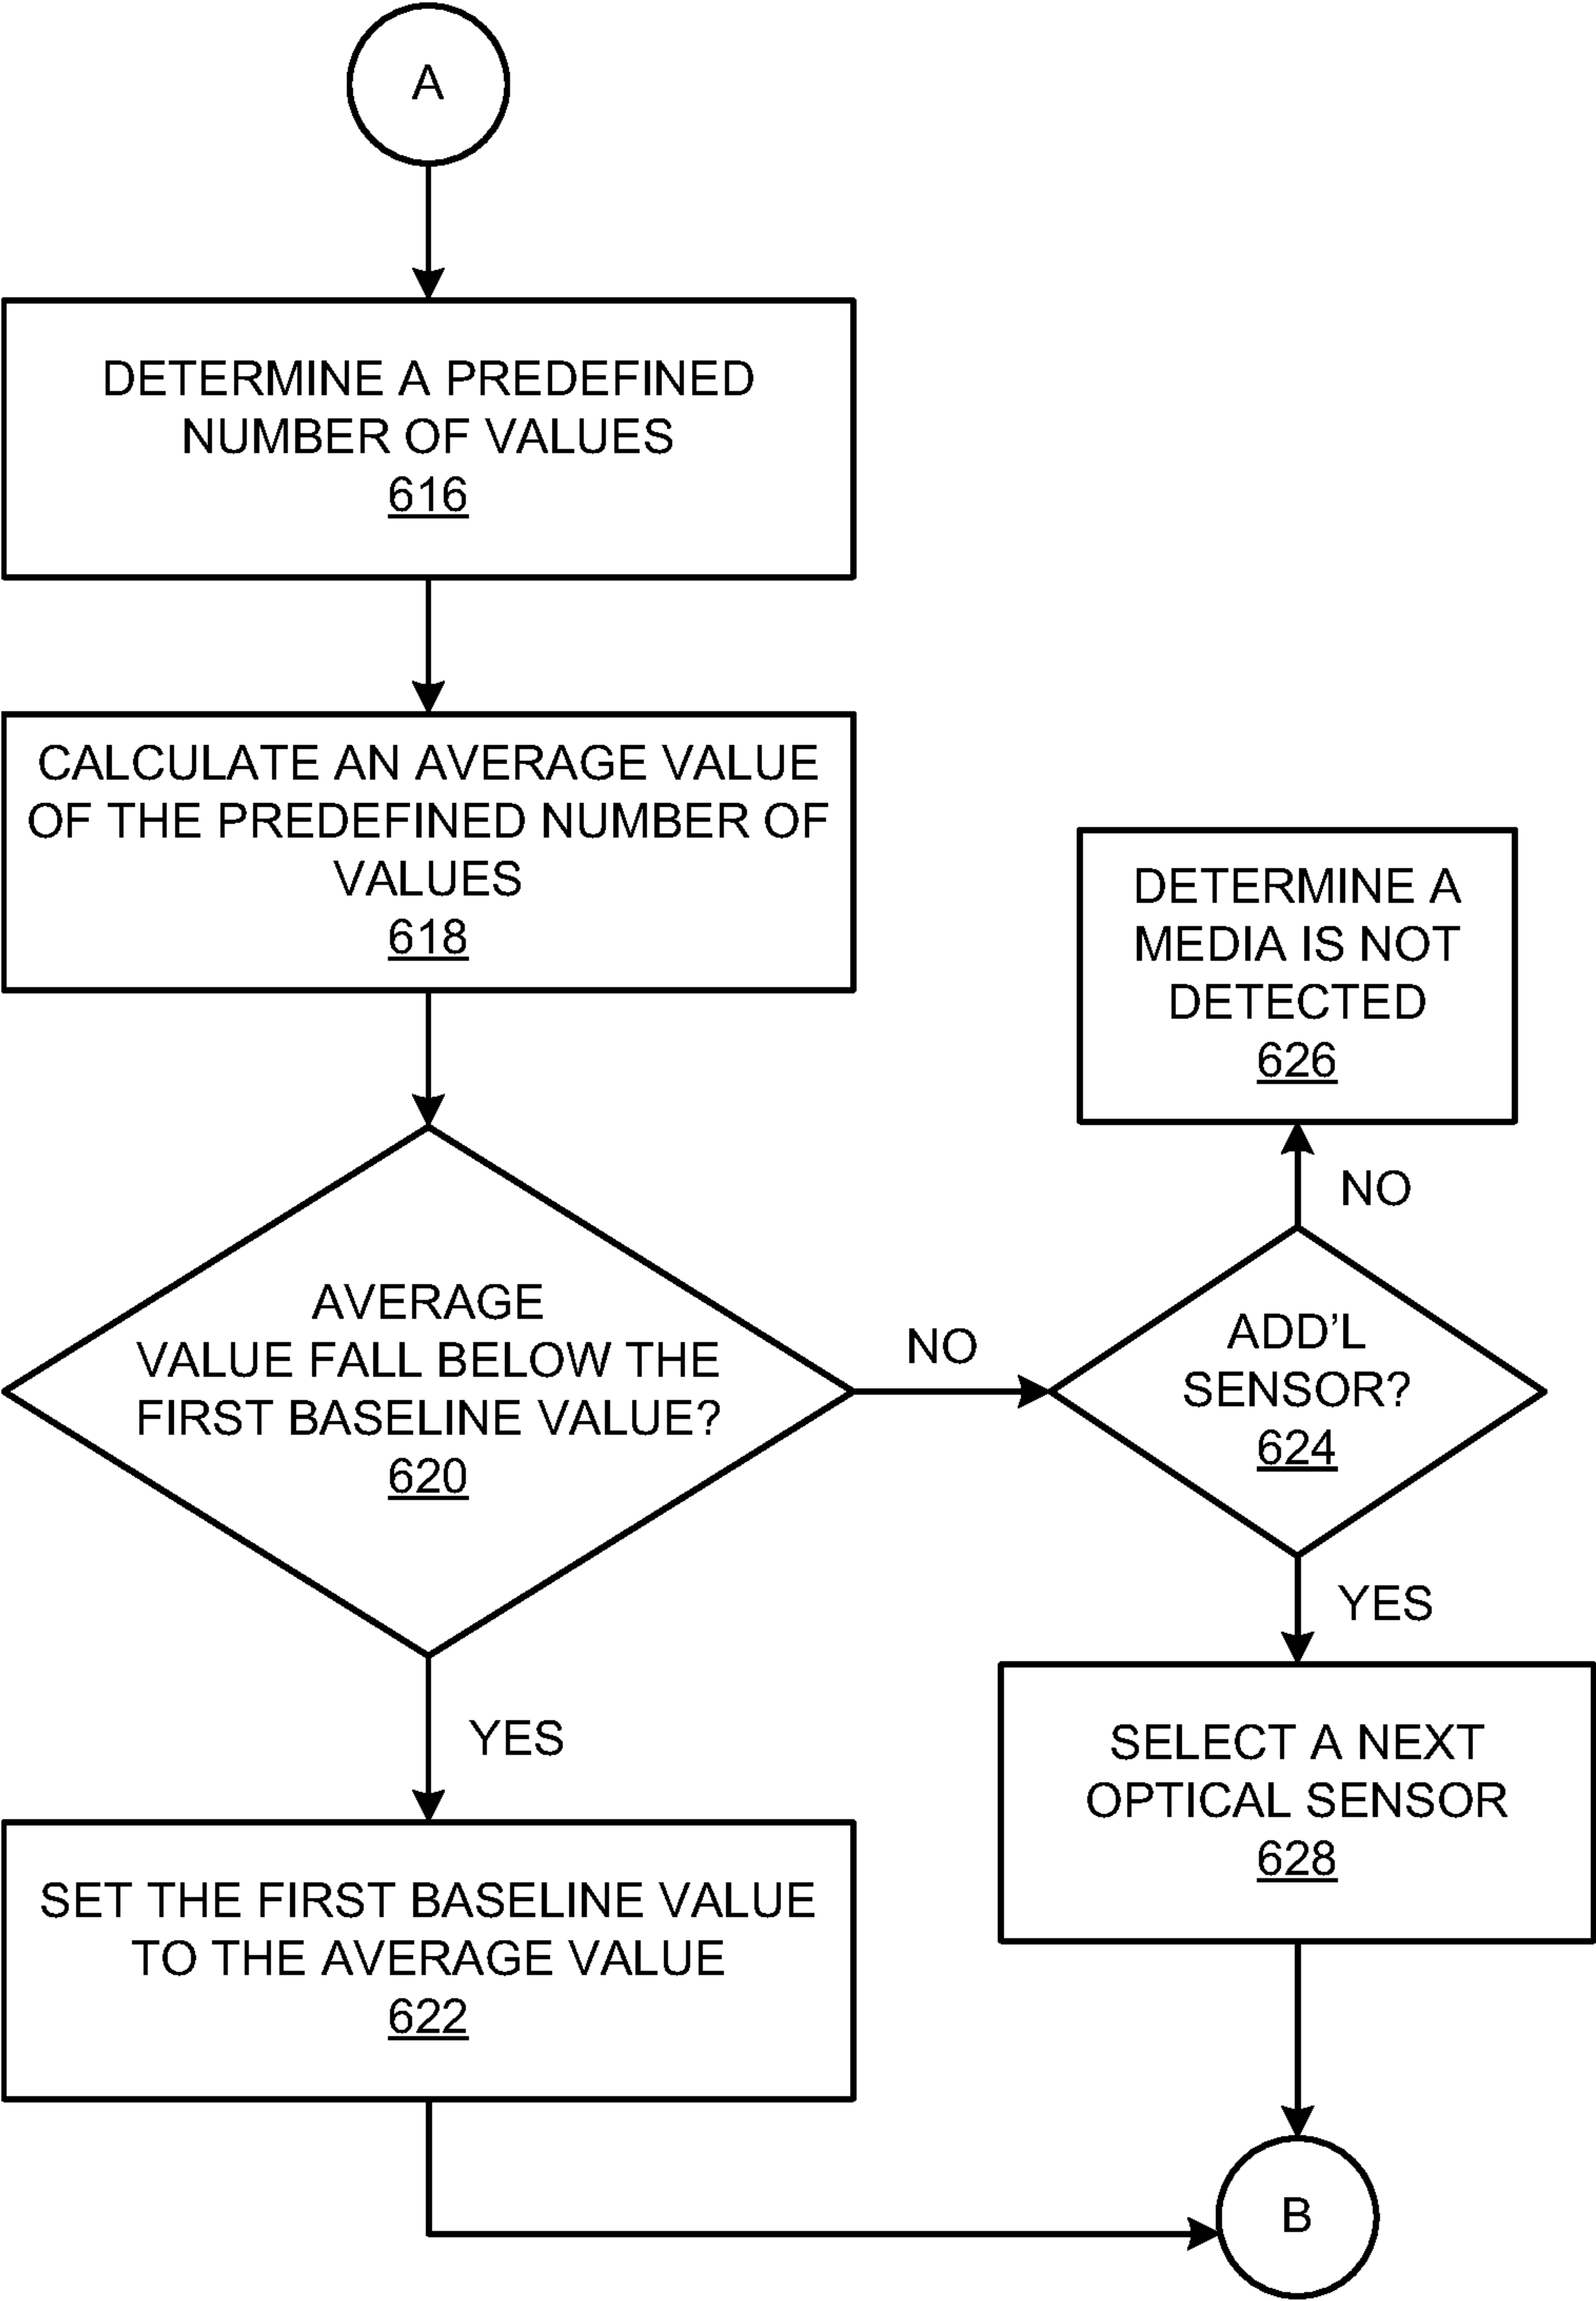 A
DETERMINE A PREDEFINED
NUMBER OF VALUES
616
CALCULATE AN AVERAGE VALUE
OF THE PREDEFINED NUMBER OF
VALUES
618
AVERAGE
VALUE FALL BELOW THE
FIRST BASELINE VALUE?
620
YES
SET THE FIRST BASELINE VALUE
TO THE AVERAGE VALUE
622
NO
ADD'L
SENSOR?
624
NO
DETERMINE A
MEDIA IS NOT
DETECTED
626
YES
SELECT A NEXT
OPTICAL SENSOR
628
B